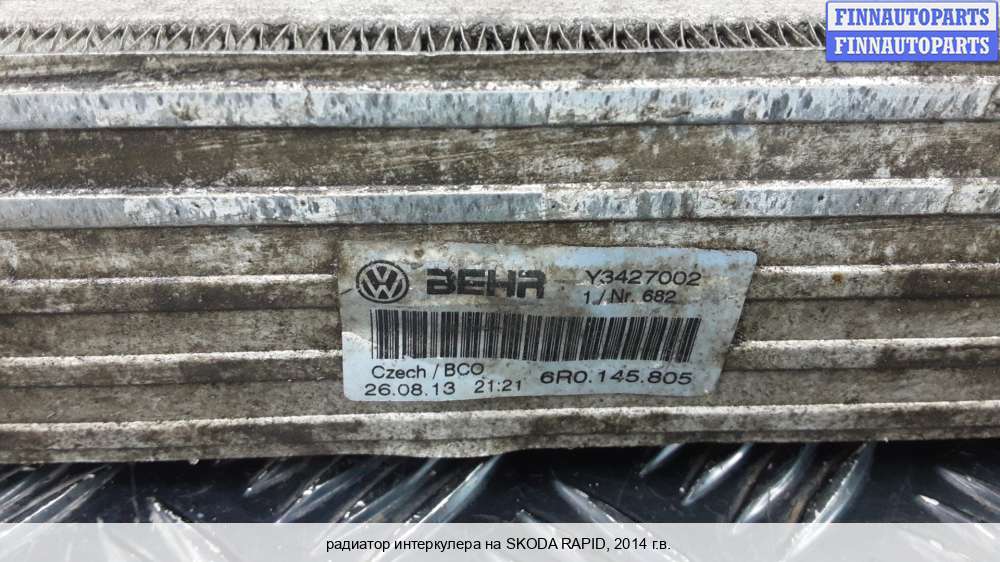 FINNAUTOPARTS
FINNAUTOPARTS
BEHR Y3427002
1 / Nr. 682
Czech / BCO
26.08.13 21:21 6R0.145.805
радиатор интеркулера на SKODA RAPID, 2014 г.в.